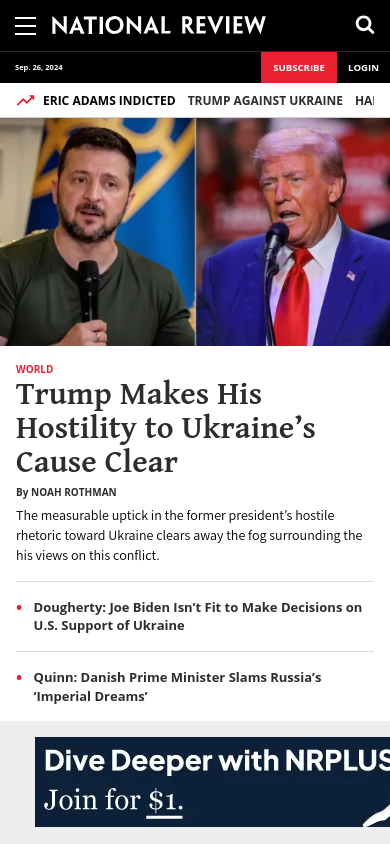 NATIONAL REVIEW
Sep. 26, 2024
SUBSCRIBE
LOGIN
ERIC ADAMS INDICTED TRUMP AGAINST UKRAINE HA
WORLD
Trump Makes His
Hostility to Ukraine’s
Cause Clear
By NOAH ROTHMAN
The measurable uptick in the former president’s hostile
rhetoric toward Ukraine clears away the fog surrounding the
his views on this conflict.
Dougherty: Joe Biden Isn’t Fit to Make Decisions on
U.S. Support of Ukraine
Quinn: Danish Prime Minister Slams Russia’s
‘Imperial Dreams’
Dive Deeper with NRPLUS
Join for $1.